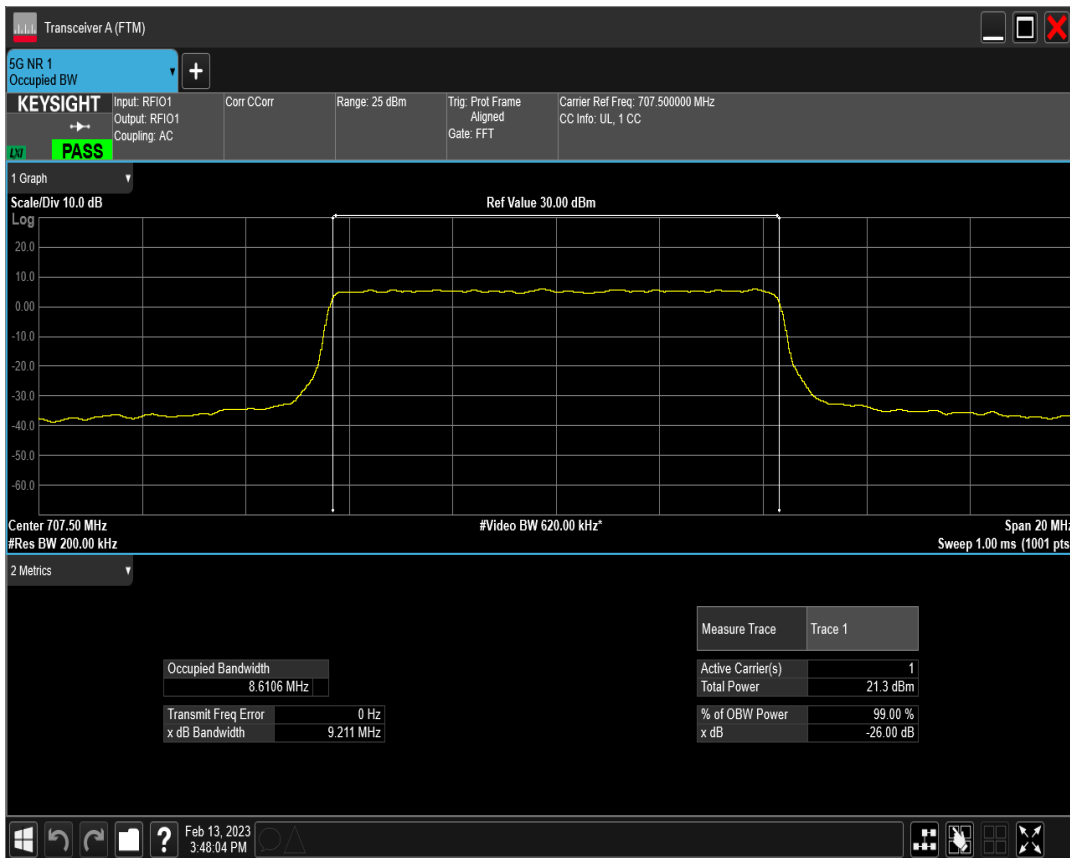 Transceiver A (FTM)
5G NR 1
Occupied BW
+
KEYSIGHT
LXI
PASS
Input: RFIO1
Output: RFIO1
Coupling: AC
Corr CCorr
Range: 25 dBm
Trig: Prot Frame
Aligned
Gate: FFT
Carrier Ref Freq: 707.500000 MHz
CC Info: UL, 1 CC
1 Graph
Scale/Div 10.0 dB
Ref Value 30.00 dBm
Log
20.0
10.0
0.00
-10.0
-20.0
-30.0
-40.0
-50.0
-60.0
Center 707.50 MHz
#Video BW 620.00 kHz*
Span 20 MHz
#Res BW 200.00 kHz
Sweep 1.00 ms (1001 pts
2 Metrics
Measure Trace Trace 1
Occupied Bandwidth
8.6106 MHz
Active Carrier(s) 1
Total Power 21.3 dBm
Transmit Freq Error 0 Hz
x dB Bandwidth 9.211 MHz
% of OBW Power 99.00 %
x dB -26.00 dB
?
Feb 13, 2023
3:48:04 PM